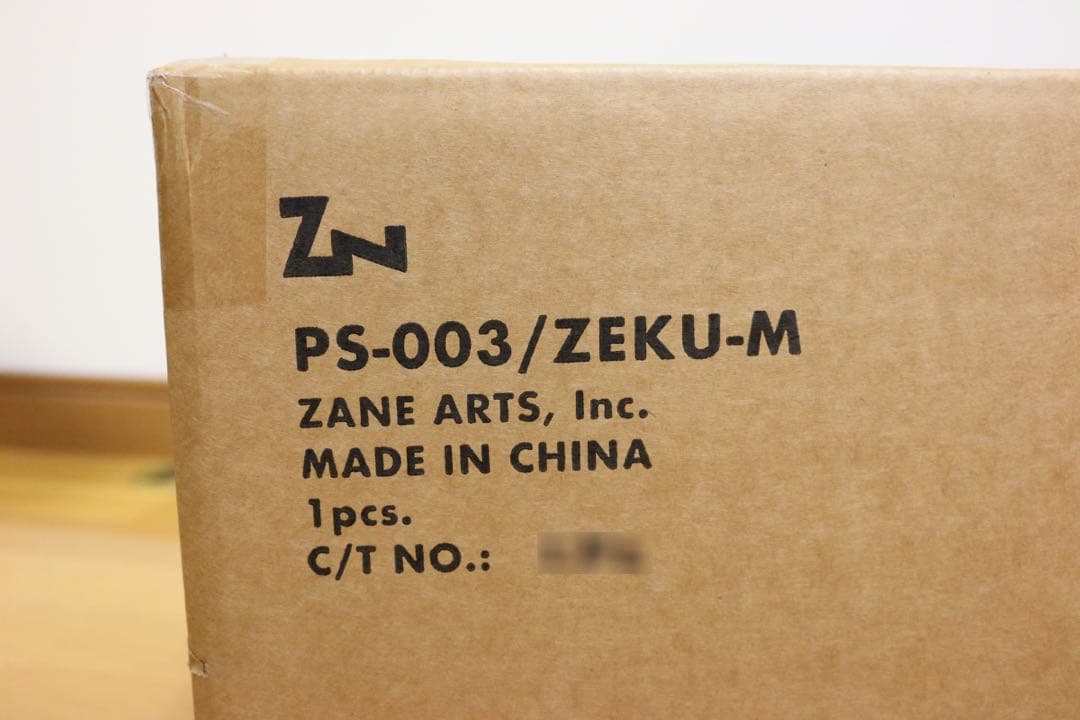 ZN
PS-003/ZEKU-M
ZANE ARTS, Inc.
MADE IN CHINA
1pcs.
C/T NO.: